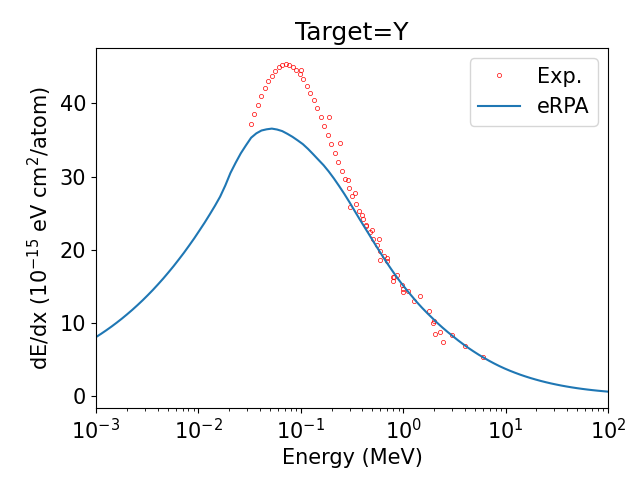 Target=Y
dE/dx (10⁻¹⁵ eV cm²/atom)
40
30
20
10
0
Exp.
eRPA
10⁻³ 10⁻² 10⁻¹ 10⁰ 10¹ 10²
Energy (MeV)